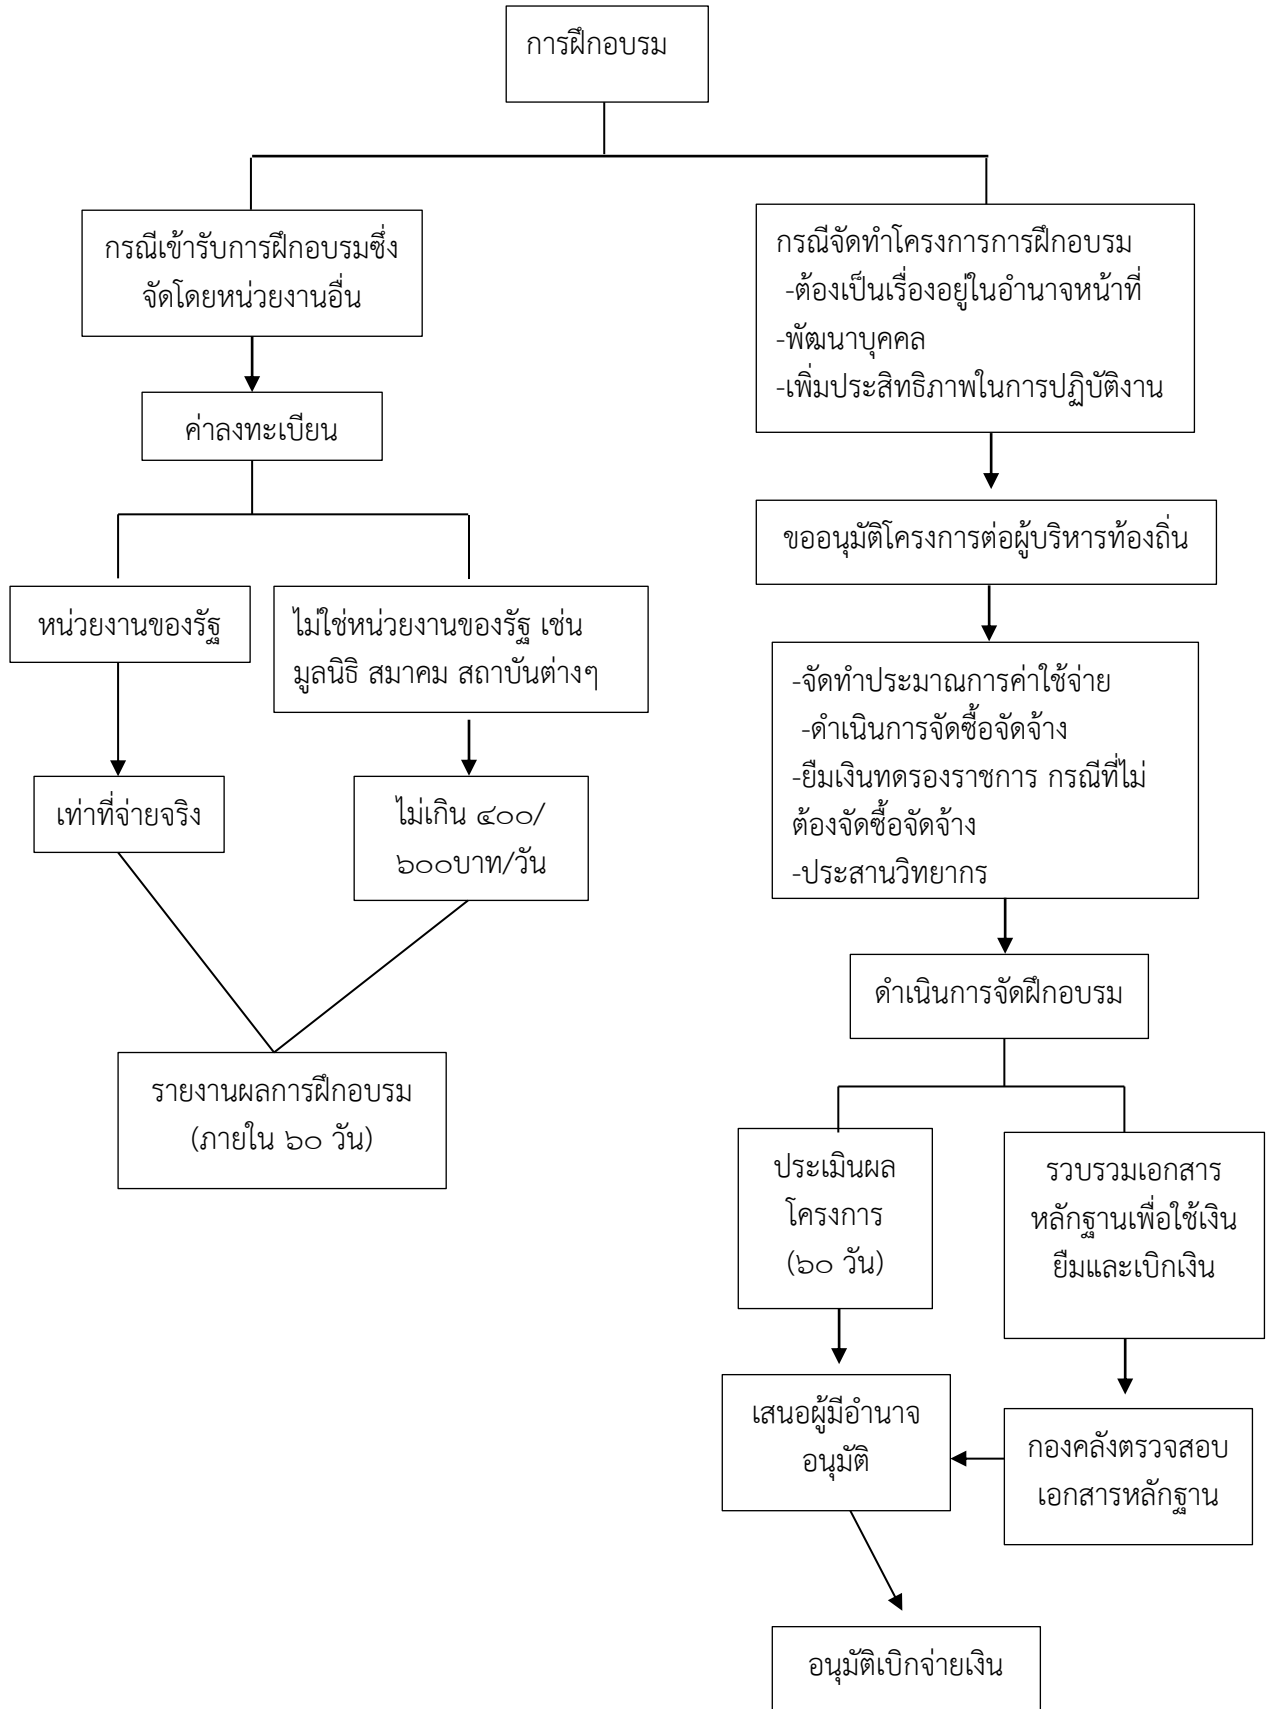 การฝึกอบรม
กรณีเข้ารับการฝึกอบรมซึ่ง
จัดโดยหน่วยงานอื่น
ค่าลงทะเบียน
หน่วยงานของรัฐ
ไม่ใช่หน่วยงานของรัฐ เช่น
มูลนิธิ สมาคม สถาบันต่างๆ
เท่าที่จ่ายจริง
ไม่เกิน ๔๐๐/
๖๐๐บาท/วัน
รายงานผลการฝึกอบรม
(ภายใน ๖๐ วัน)
กรณีจัดทำโครงการการฝึกอบรม
-ต้องเป็นเรื่องอยู่ในอำนาจหน้าที่
-พัฒนาบุคคล
-เพิ่มประสิทธิภาพในการปฏิบัติงาน
ขออนุมัติโครงการต่อผู้บริหารท้องถิ่น
-จัดทำประมาณการค่าใช้จ่าย
-ดำเนินการจัดซื้อจัดจ้าง
-ยืมเงินทดรองราชการ กรณีที่ไม่
ต้องจัดซื้อจัดจ้าง
-ประสานวิทยากร
ดำเนินการจัดฝึกอบรม
ประเมินผล
โครงการ
(๖๐ วัน)
รวบรวมเอกสาร
หลักฐานเพื่อใช้เงิน
ยืมและเบิกเงิน
เสนอผู้มีอำนาจ
อนุมัติ
กองคลังตรวจสอบ
เอกสารหลักฐาน
อนุมัติเบิกจ่ายเงิน